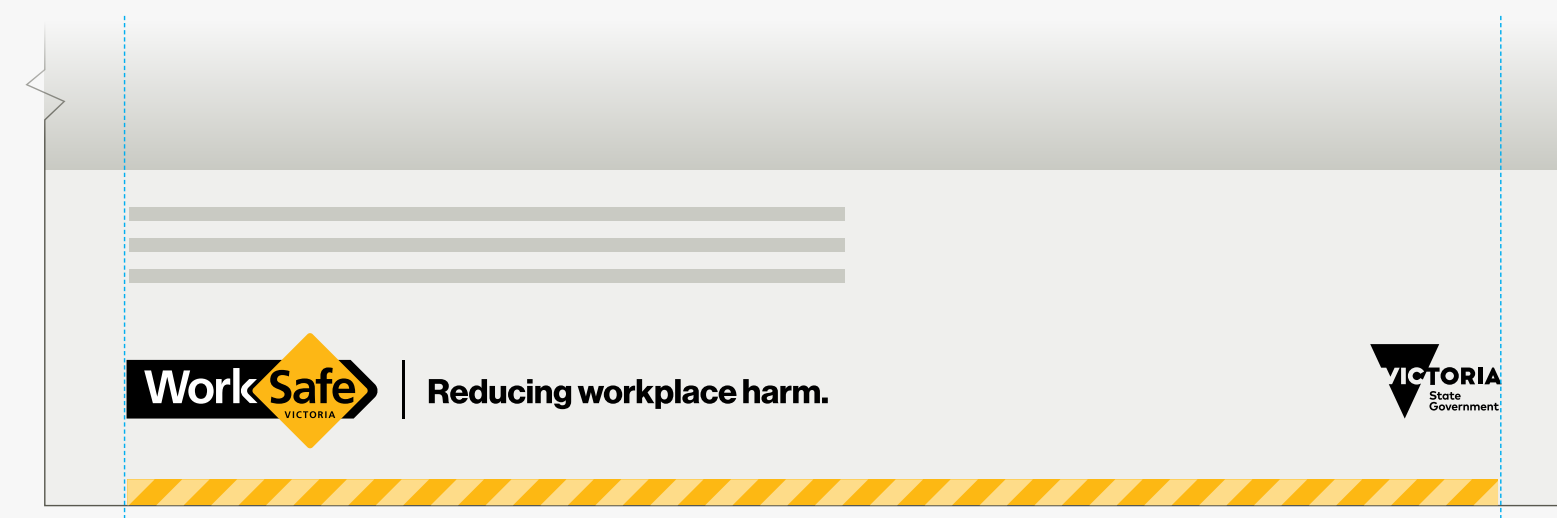 WorkSafe
VICTORIA
Reducing workplace harm.
VICTORIA
State
Government